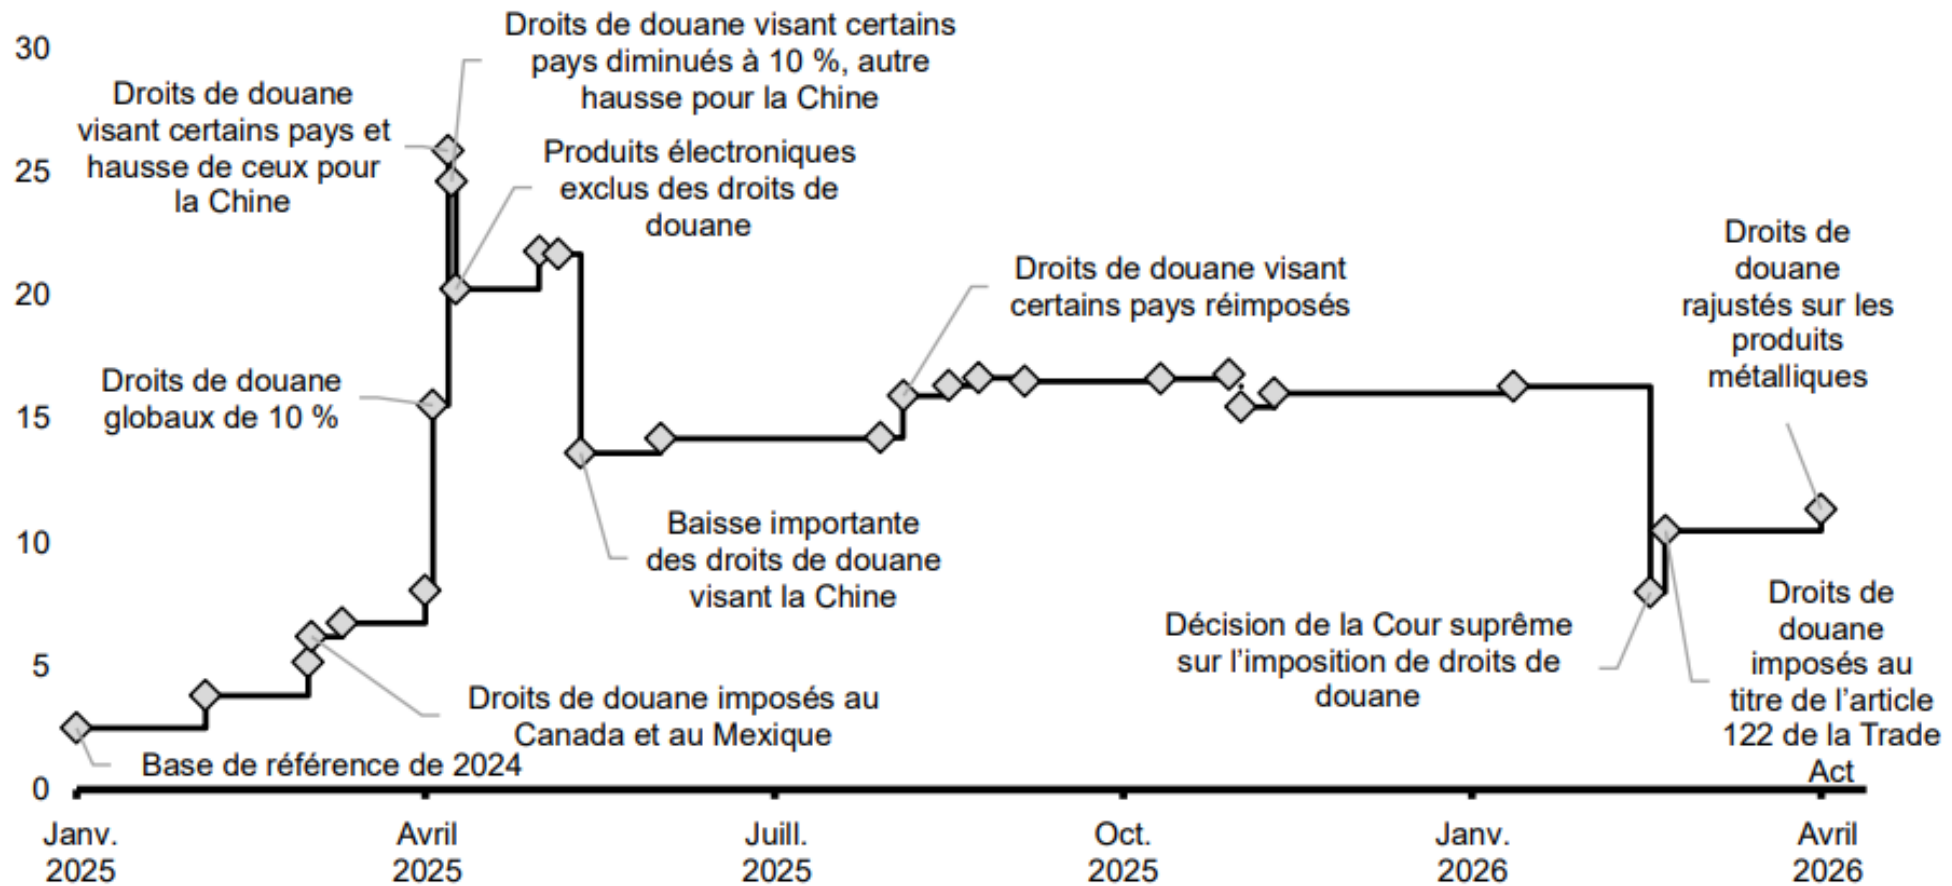 30
25
20
15
10
5
0
Droits de douane visant certains
pays diminués à 10 %, autre
hausse pour la Chine
Droits de douane
visant certains pays et
hausse de ceux pour
la Chine
Produits électroniques
exclus des droits de
douane
Droits de douane visant
certains pays réimposés
Droits de
douane
rajustés sur les
produits
métalliques
Droits de douane
globaux de 10 %
Baisse importante
des droits de douane
visant la Chine
Droits de douane imposés au
Canada et au Mexique
Base de référence de 2024
Décision de la Cour suprême
sur l’imposition de droits de
douane
Droits de
douane
imposés au
titre de l’article
122 de la Trade
Act
Janv.
2025
Avril
2025
Juill.
2025
Oct.
2025
Janv.
2026
Avril
2026